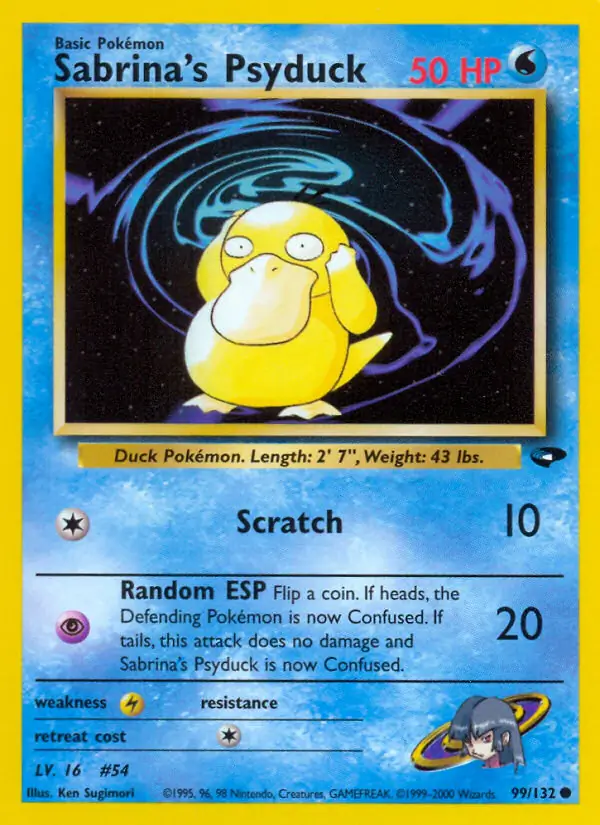 Basic Pokémon
Sabrina's Psyduck 50 HP
Duck Pokémon. Length: 2' 7", Weight: 43 lbs.
Scratch 10
Random ESP Flip a coin. If heads, the
Defending Pokémon is now Confused. If
tails, this attack does no damage and
Sabrina's Psyduck is now Confused.
20
weakness resistance
retreat cost
LV. 16 #54
Illus. Ken Sugimori ©1995, 96, 98 Nintendo, Creatures, GAMEFREAK. ©1999-2000 Wizards. 99/132